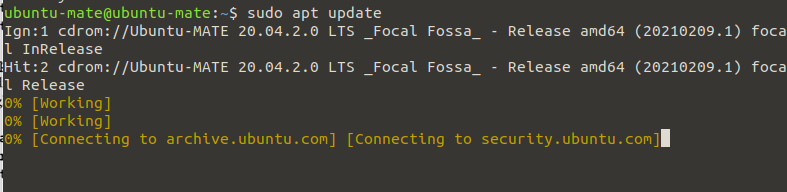 ubuntu-mate@ubuntu-mate:~$ sudo apt update
Ign:1 cdrom://Ubuntu-MATE 20.04.2.0 LTS _Focal Fossa_ - Release amd64 (20210209.1) foca
l InRelease
Hit:2 cdrom://Ubuntu-MATE 20.04.2.0 LTS _Focal Fossa_ - Release amd64 (20210209.1) foca
l Release
0% [Working]
0% [Working]
0% [Connecting to archive.ubuntu.com] [Connecting to security.ubuntu.com]